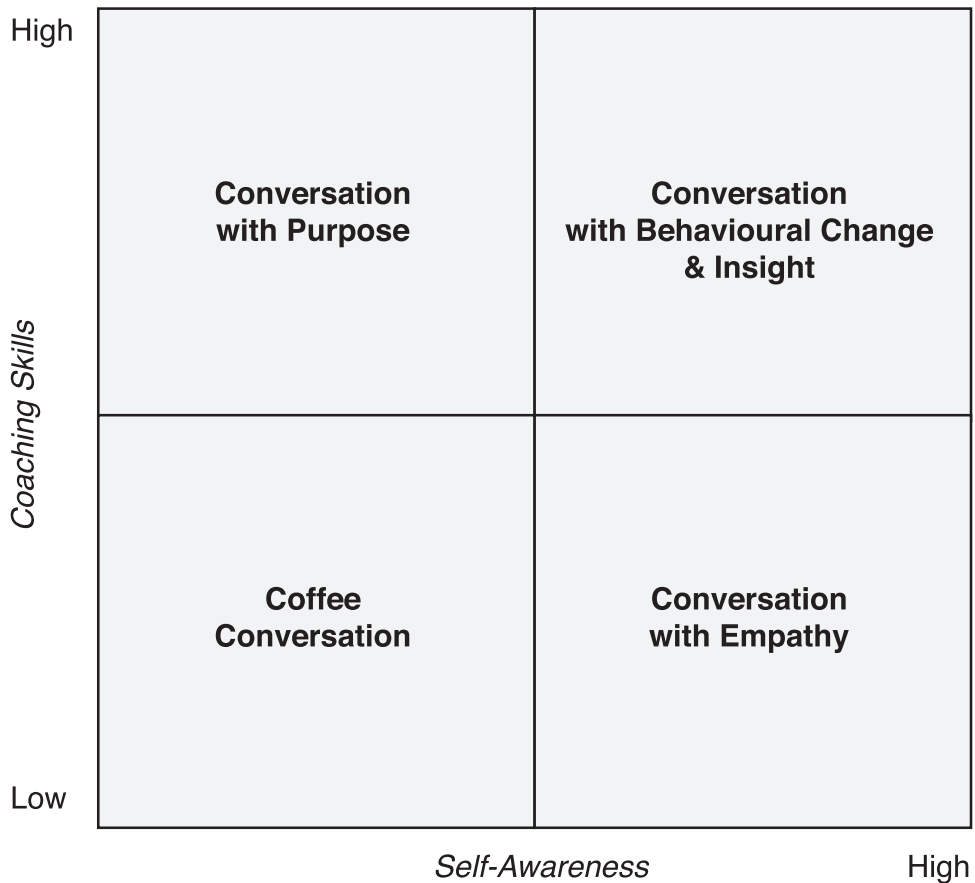 High
Conversation
with Purpose
Conversation
with Behavioural Change
& Insight
Coaching Skills
Coffee
Conversation
Conversation
with Empathy
Low
Self-Awareness
High